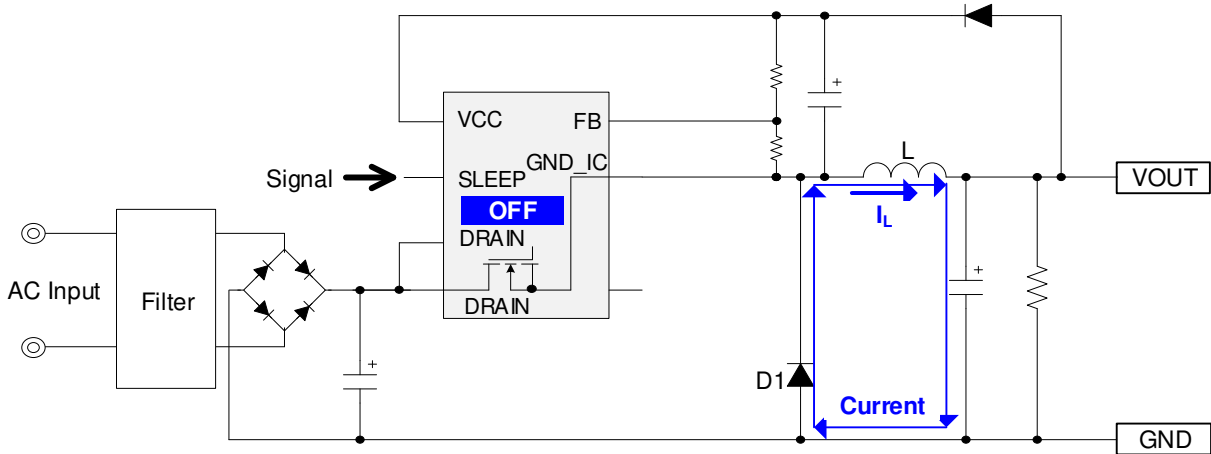 VCC
FB
GND_IC
Signal
SLEEP
OFF
DRAIN
DRAIN
AC Input
Filter
L
VOUT
IL
D1
Current
GND
+
+
+